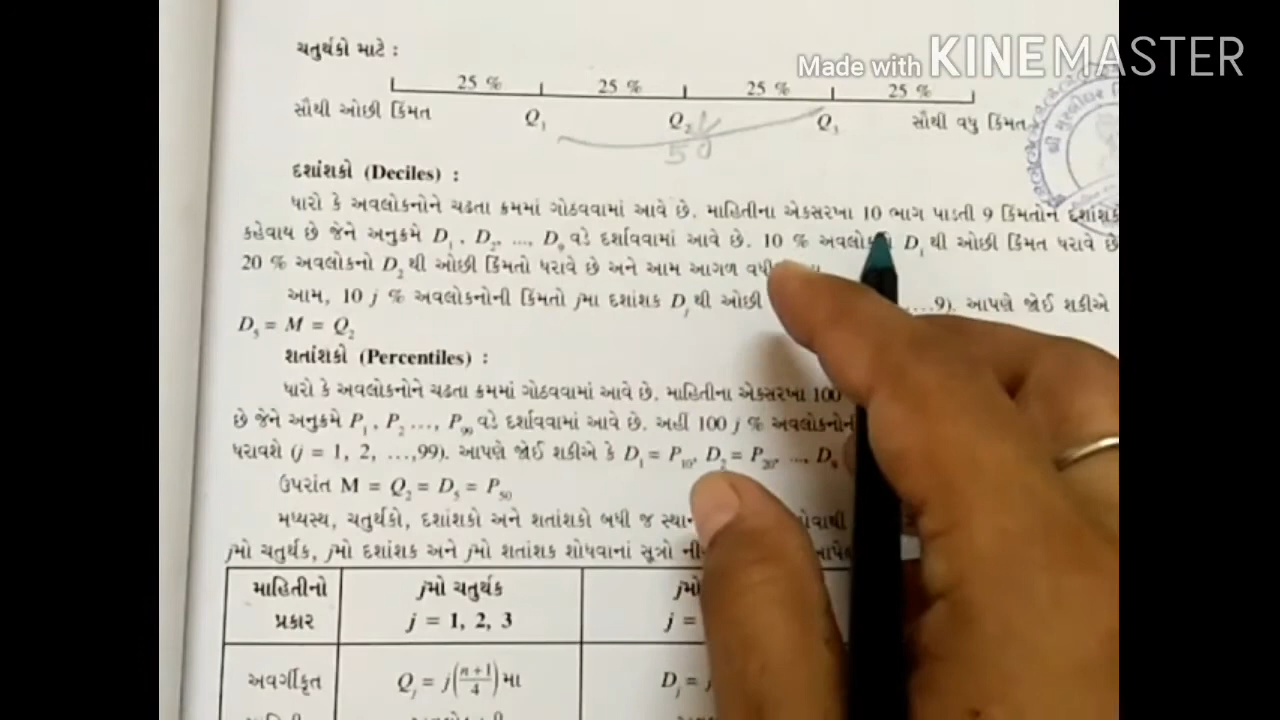 Made with KINEMASTER
ચતુર્થકો માટે :
25 % 25 % 25 % 25 %
સૌથી ઓછી કિંમત Q₁ Q₂ Q₃ સૌથી વધુ કિંમત
50
દશાંશકો (Deciles) :
ધારો કે અવલોકનોને ચઢતા ક્રમમાં ગોઠવવામાં આવે છે. માહિતીના એકસરખા 10 ભાગ પાડતી 9 કિંમતોને દશાંશક
કહેવાય છે જેને અનુક્રમે D₁, D₂, ..., D₉ વડે દર્શાવવામાં આવે છે. 10 % D₁ થી ઓછી કિંમત ધરાવે છે
20 % અવલોકનો D₂ થી ઓછી કિંમતો ધરાવે છે અને આમ આગળ
આમ, 10 j % અવલોકનોની કિંમતો jમા દશાંશક Dⱼ થી ઓછી ...9). આપણે જોઈ શકીએ
D₅ = M = Q₂
શતાંશકો (Percentiles) :
ધારો કે અવલોકનોને ચઢતા ક્રમમાં ગોઠવવામાં આવે છે. માહિતીના એકસરખા 100
છે જેને અનુક્રમે P₁, P₂ ..., P₉₉ વડે દર્શાવવામાં આવે છે. અહીં 100 j % અવલોકનોની
ધરાવશે (j = 1, 2, ...,99). આપણે જોઈ શકીએ કે D₁ = P₁₀, D₂ = P₂₀, ...,
ઉપરાંત M = Q₂ = D₅ = P₅₀
મધ્યસ્થ, ચતુર્થકો, દશાંશકો અને શતાંશકો બધી જ
jમો ચતુર્થક, jમો દશાંશક અને jમો શતાંશક શોધવાનાં સૂત્રો
માહિતીનો jમો ચતુર્થક jમો
પ્રકાર j = 1, 2, 3 j =
અવર્ગીકૃત Qⱼ = j(n+1/4)મા Dⱼ =